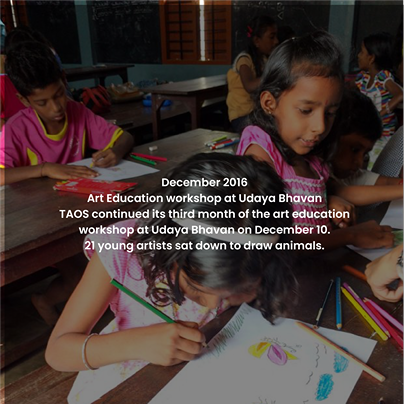 December 2016
Art Education workshop at Udaya Bhavan
TAOS continued its third month of the art education
workshop at Udaya Bhavan on December 10.
21 young artists sat down to draw animals.